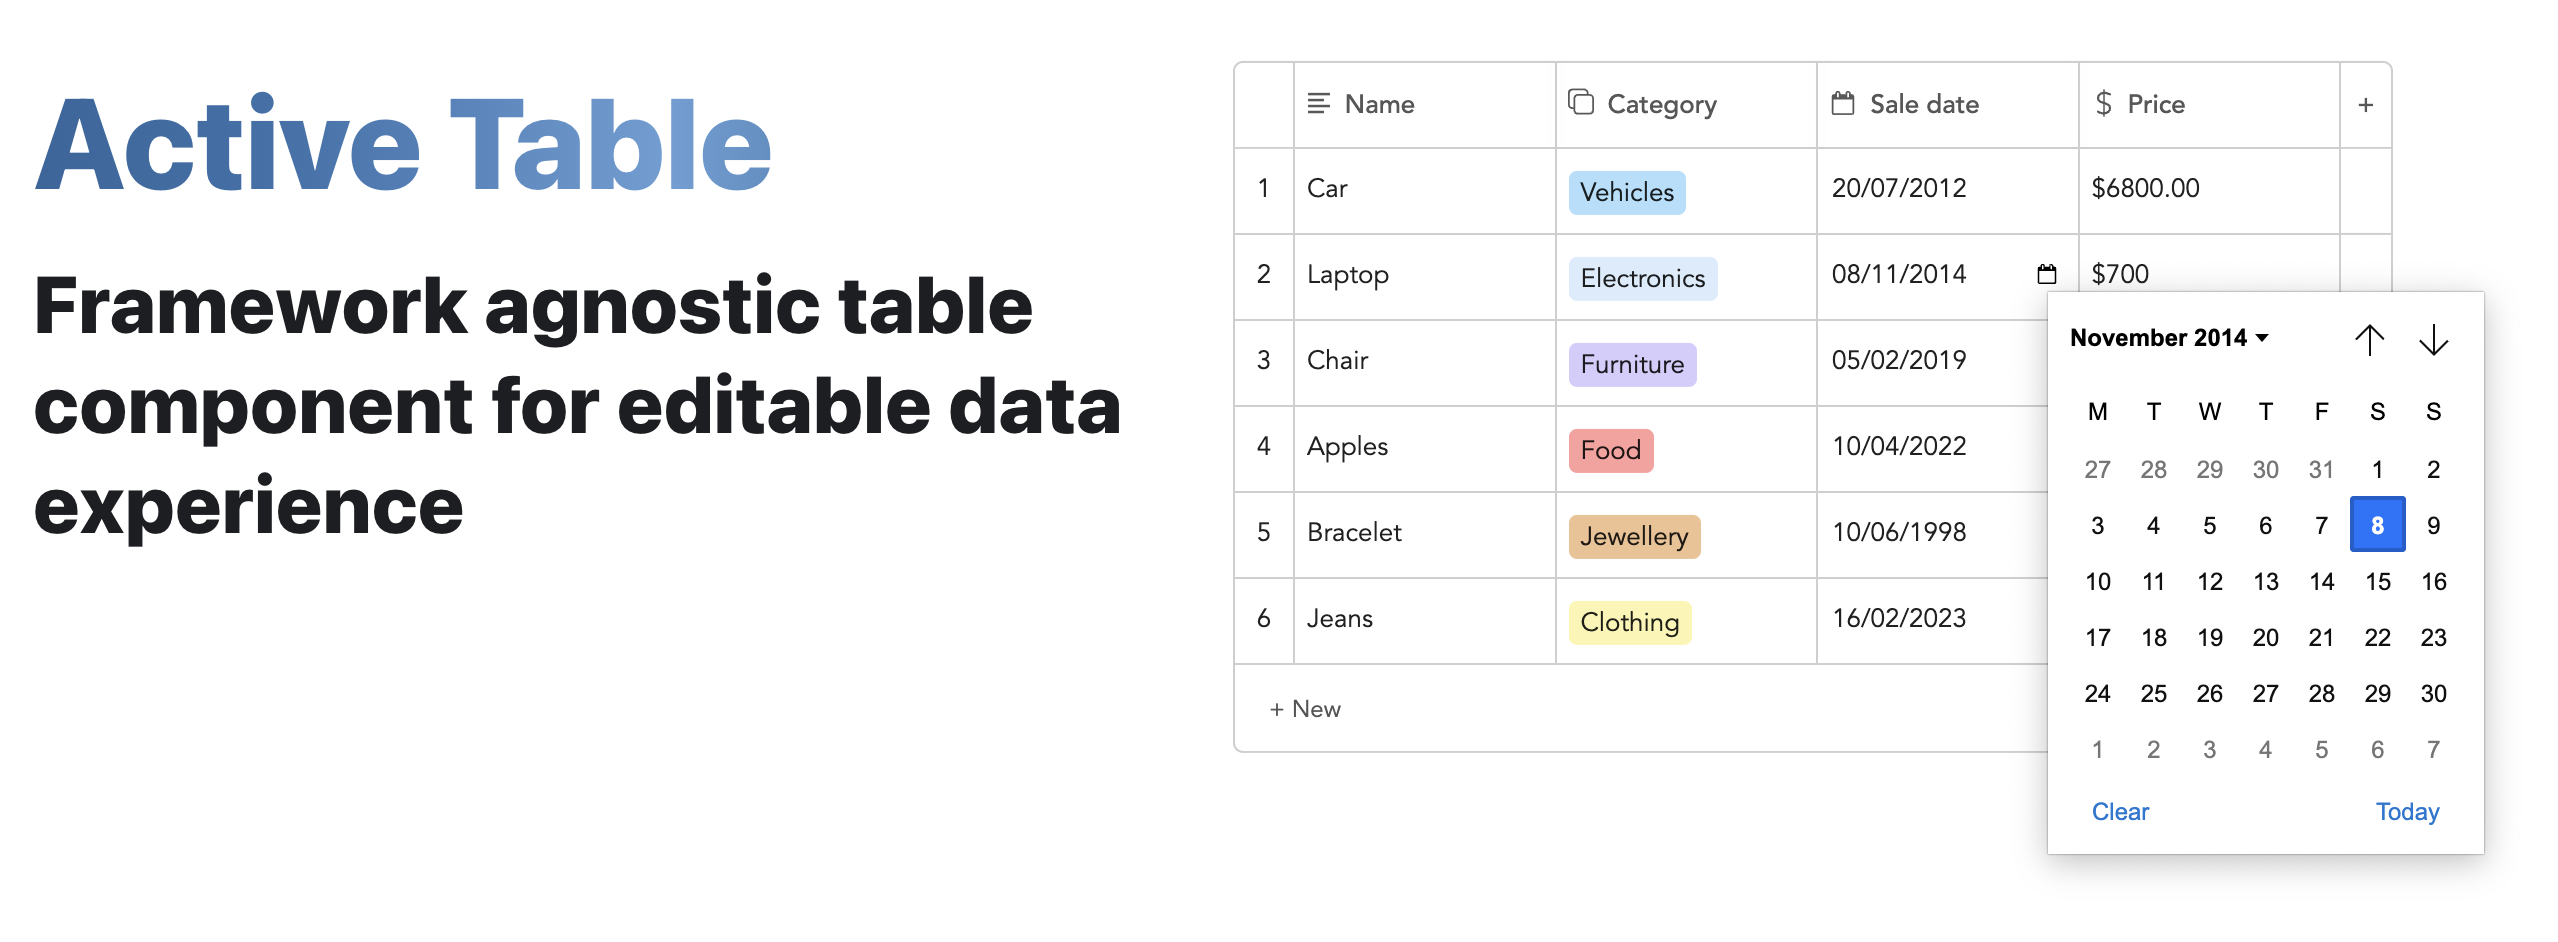 Active Table
Framework agnostic table
component for editable data
experience
Name Category Sale date $ Price +
1 Car Vehicles 20/07/2012 $6800.00
2 Laptop Electronics 08/11/2014 $700
3 Chair Furniture 05/02/2019
4 Apples Food 10/04/2022
5 Bracelet Jewellery 10/06/1998
6 Jeans Clothing 16/02/2023
+ New
November 2014
M T W T F S S
27 28 29 30 31 1 2
3 4 5 6 7 8 9
10 11 12 13 14 15 16
17 18 19 20 21 22 23
24 25 26 27 28 29 30
1 2 3 4 5 6 7
Clear Today